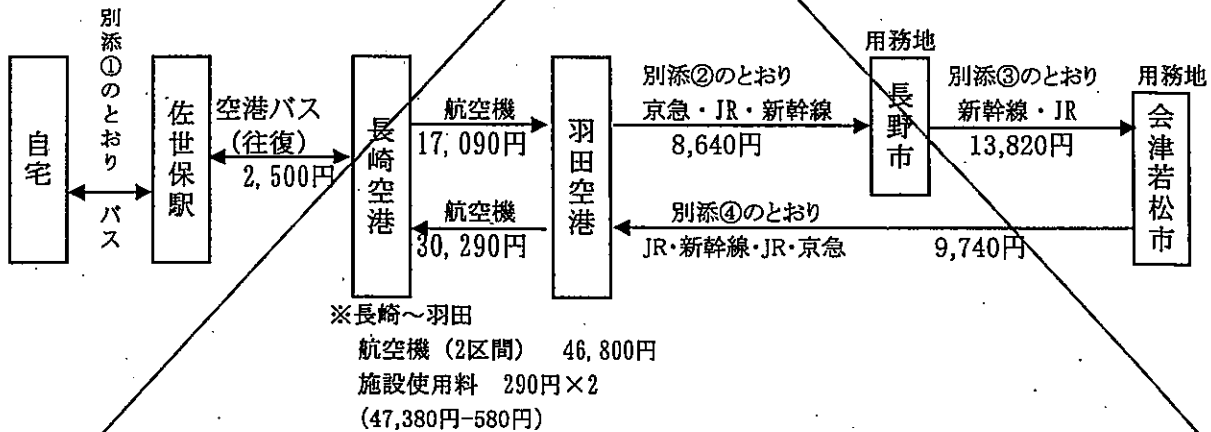 別添①のとおり
バス
自宅
佐世保駅
空港バス
(往復)
2,500円
長崎空港
航空機
17,090円
航空機
30,290円
羽田空港
別添②のとおり
京急・JR・新幹線
8,640円
用務地
長野市
別添③のとおり
新幹線・JR
13,820円
用務地
会津若松市
別添④のとおり
JR・新幹線・JR・京急
9,740円
※長崎～羽田
航空機（2区間） 46,800円
施設使用料 290円×2
(47,380円-580円)